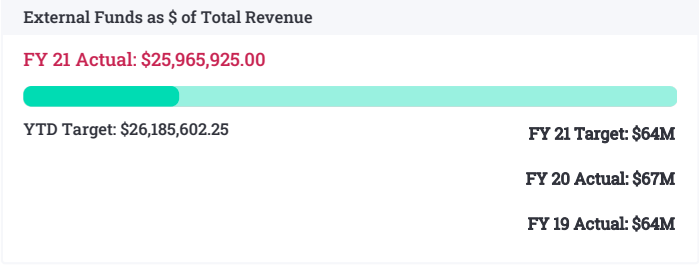 External Funds as $ of Total Revenue
FY 21 Actual: $25,965,925.00
YTD Target: $26,185,602.25
FY 21 Target: $64M
FY 20 Actual: $67M
FY 19 Actual: $64M